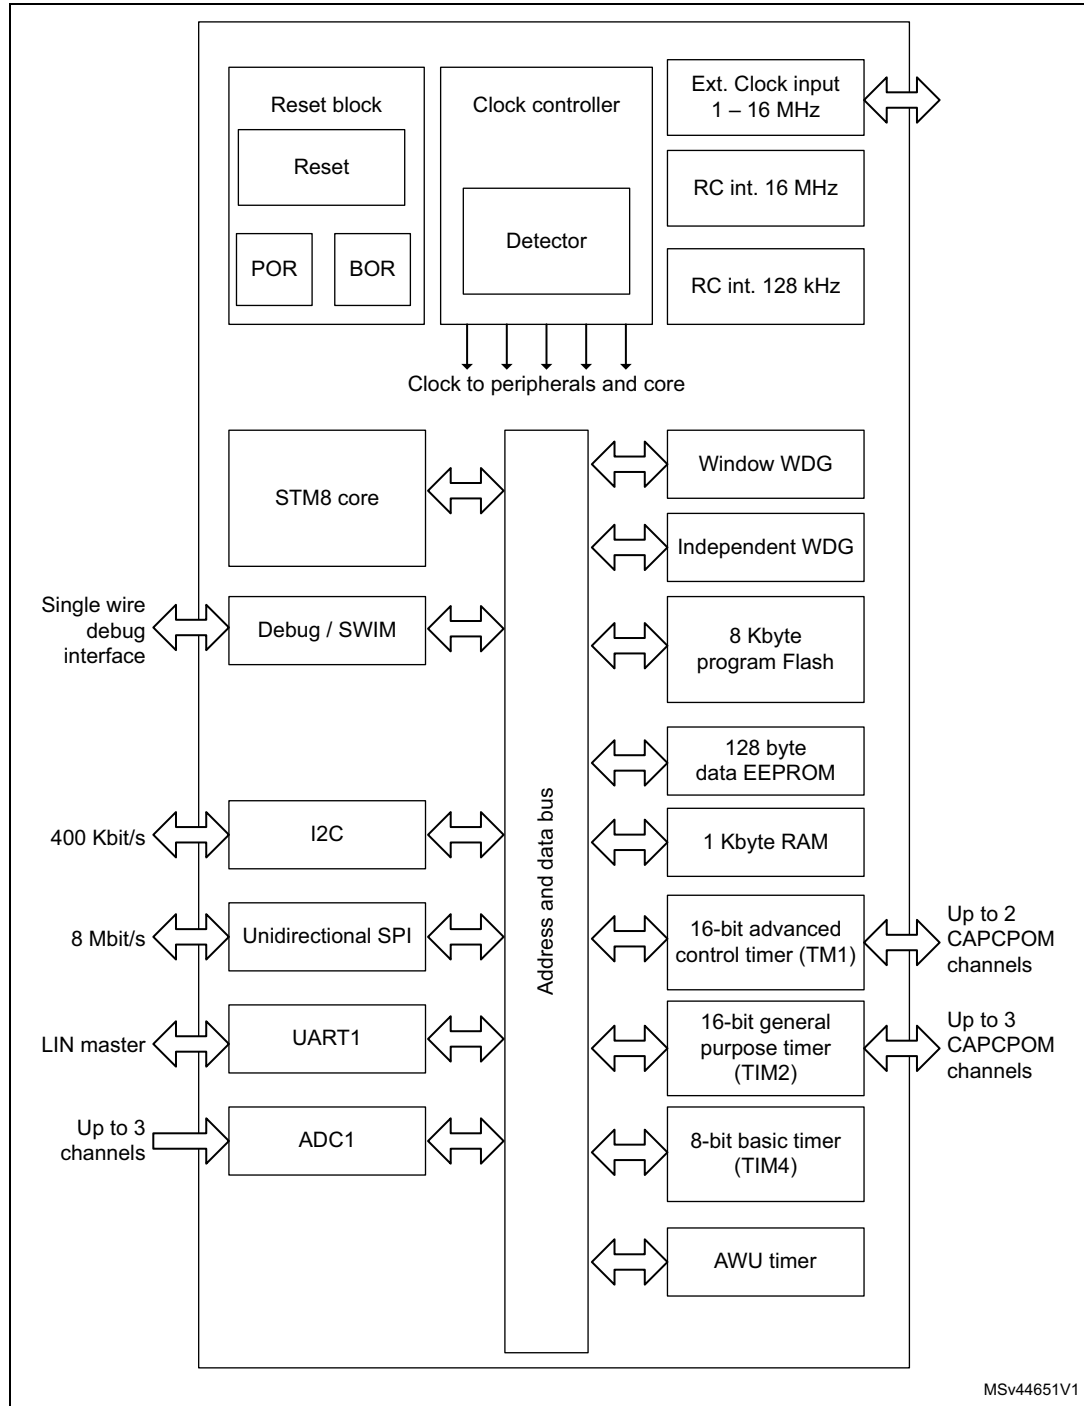 Reset block
Reset
POR
BOR
Clock controller
Detector
Ext. Clock input
1 – 16 MHz
RC int. 16 MHz
RC int. 128 kHz
Clock to peripherals and core
STM8 core
Single wire
debug
interface
Debug / SWIM
400 Kbit/s
I2C
8 Mbit/s
Unidirectional SPI
LIN master
UART1
Up to 3
channels
ADC1
Address and data bus
Window WDG
Independent WDG
8 Kbyte
program Flash
128 byte
data EEPROM
1 Kbyte RAM
16-bit advanced
control timer (TM1)
Up to 2
CAPCPOM
channels
16-bit general
purpose timer
(TIM2)
Up to 3
CAPCPOM
channels
8-bit basic timer
(TIM4)
AWU timer
MSv44651V1